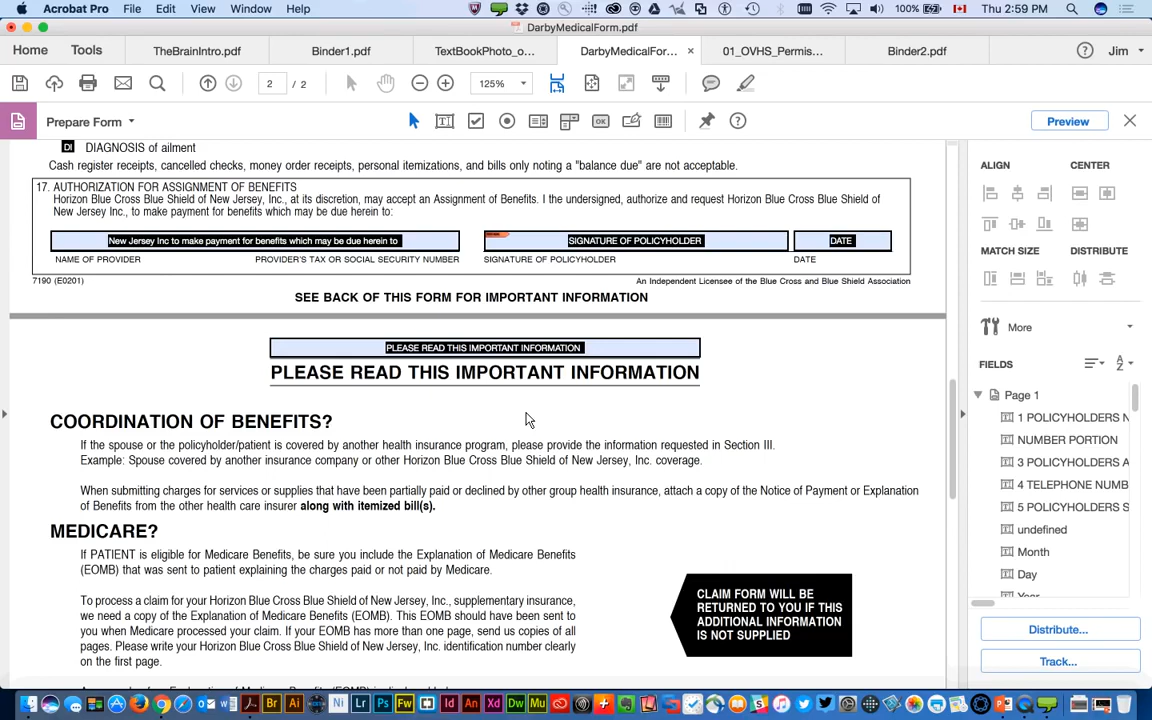 Acrobat Pro File Edit View Window Help 100% Thu 2:59 PM
DarbyMedicalForm.pdf
Home Tools TheBrainIntro.pdf Binder1.pdf TextBookPhoto_o... DarbyMedicalFor... × 01_OVHS_Permis... Binder2.pdf Jim
2 / 2 125%
Prepare Form Preview
DI DIAGNOSIS of ailment
Cash register receipts, cancelled checks, money order receipts, personal itemizations, and bills only noting a "balance due" are not acceptable.
17. AUTHORIZATION FOR ASSIGNMENT OF BENEFITS
Horizon Blue Cross Blue Shield of New Jersey, Inc., at its discretion, may accept an Assignment of Benefits. I the undersigned, authorize and request Horizon Blue Cross Blue Shield of
New Jersey Inc., to make payment for benefits which may be due herein to:
New Jersey Inc to make payment for benefits which may be due herein to SIGNATURE OF POLICYHOLDER DATE
NAME OF PROVIDER PROVIDER'S TAX OR SOCIAL SECURITY NUMBER SIGNATURE OF POLICYHOLDER DATE
7190 (E0201) An Independent Licensee of the Blue Cross and Blue Shield Association
SEE BACK OF THIS FORM FOR IMPORTANT INFORMATION
PLEASE READ THIS IMPORTANT INFORMATION
PLEASE READ THIS IMPORTANT INFORMATION
COORDINATION OF BENEFITS?
If the spouse or the policyholder/patient is covered by another health insurance program, please provide the information requested in Section III.
Example: Spouse covered by another insurance company or other Horizon Blue Cross Blue Shield of New Jersey, Inc. coverage.
When submitting charges for services or supplies that have been partially paid or declined by other group health insurance, attach a copy of the Notice of Payment or Explanation
of Benefits from the other health care insurer along with itemized bill(s).
MEDICARE?
If PATIENT is eligible for Medicare Benefits, be sure you include the Explanation of Medicare Benefits
(EOMB) that was sent to patient explaining the charges paid or not paid by Medicare.
To process a claim for your Horizon Blue Cross Blue Shield of New Jersey, Inc., supplementary insurance,
we need a copy of the Explanation of Medicare Benefits (EOMB). This EOMB should have been sent to
you when Medicare processed your claim. If your EOMB has more than one page, send us copies of all
pages. Please write your Horizon Blue Cross Blue Shield of New Jersey, Inc. identification number clearly
on the first page.
CLAIM FORM WILL BE
RETURNED TO YOU IF THIS
ADDITIONAL INFORMATION
IS NOT SUPPLIED
ALIGN CENTER
MATCH SIZE DISTRIBUTE
More
FIELDS
Page 1
1 POLICYHOLDERS N
NUMBER PORTION
3 POLICYHOLDERS A
4 TELEPHONE NUMB
5 POLICYHOLDERS S
undefined
Month
Day
Year
Distribute...
Track...
Br Ai Ni Lr Ps Fw Id An Xd Dw Mu